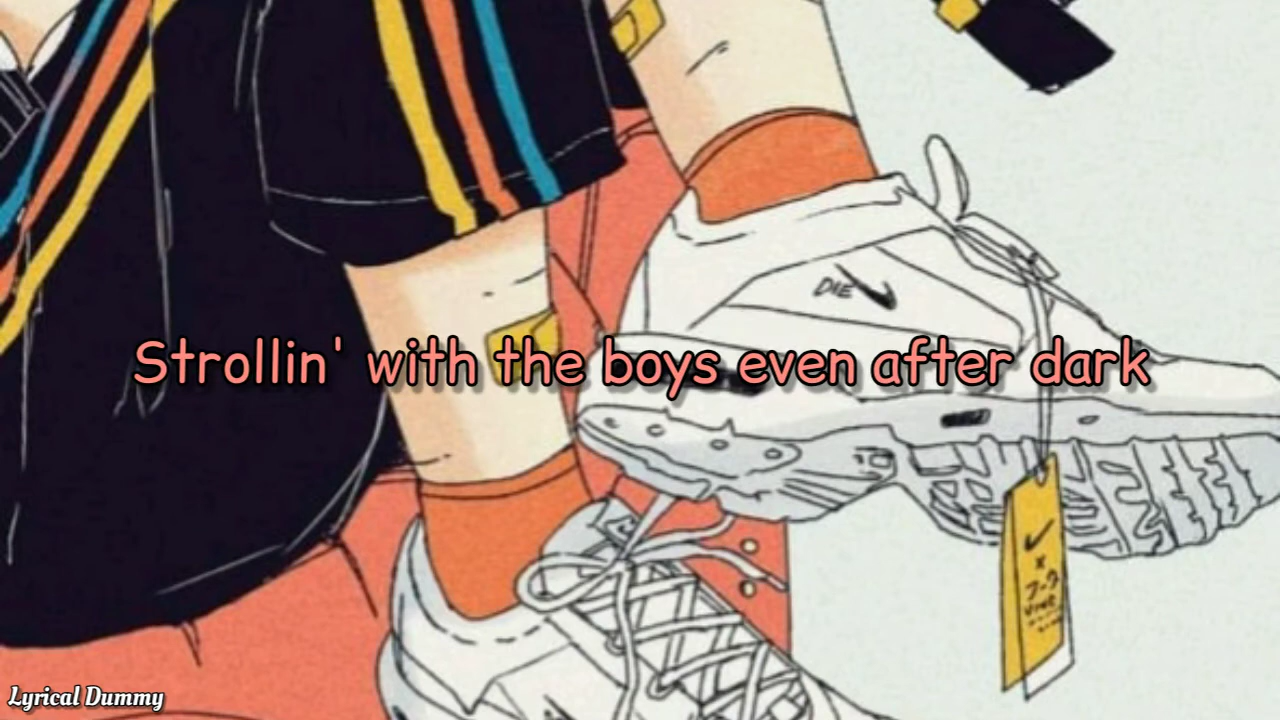 DIE
Strollin' with the boys even after dark
x
Lyrical Dummy